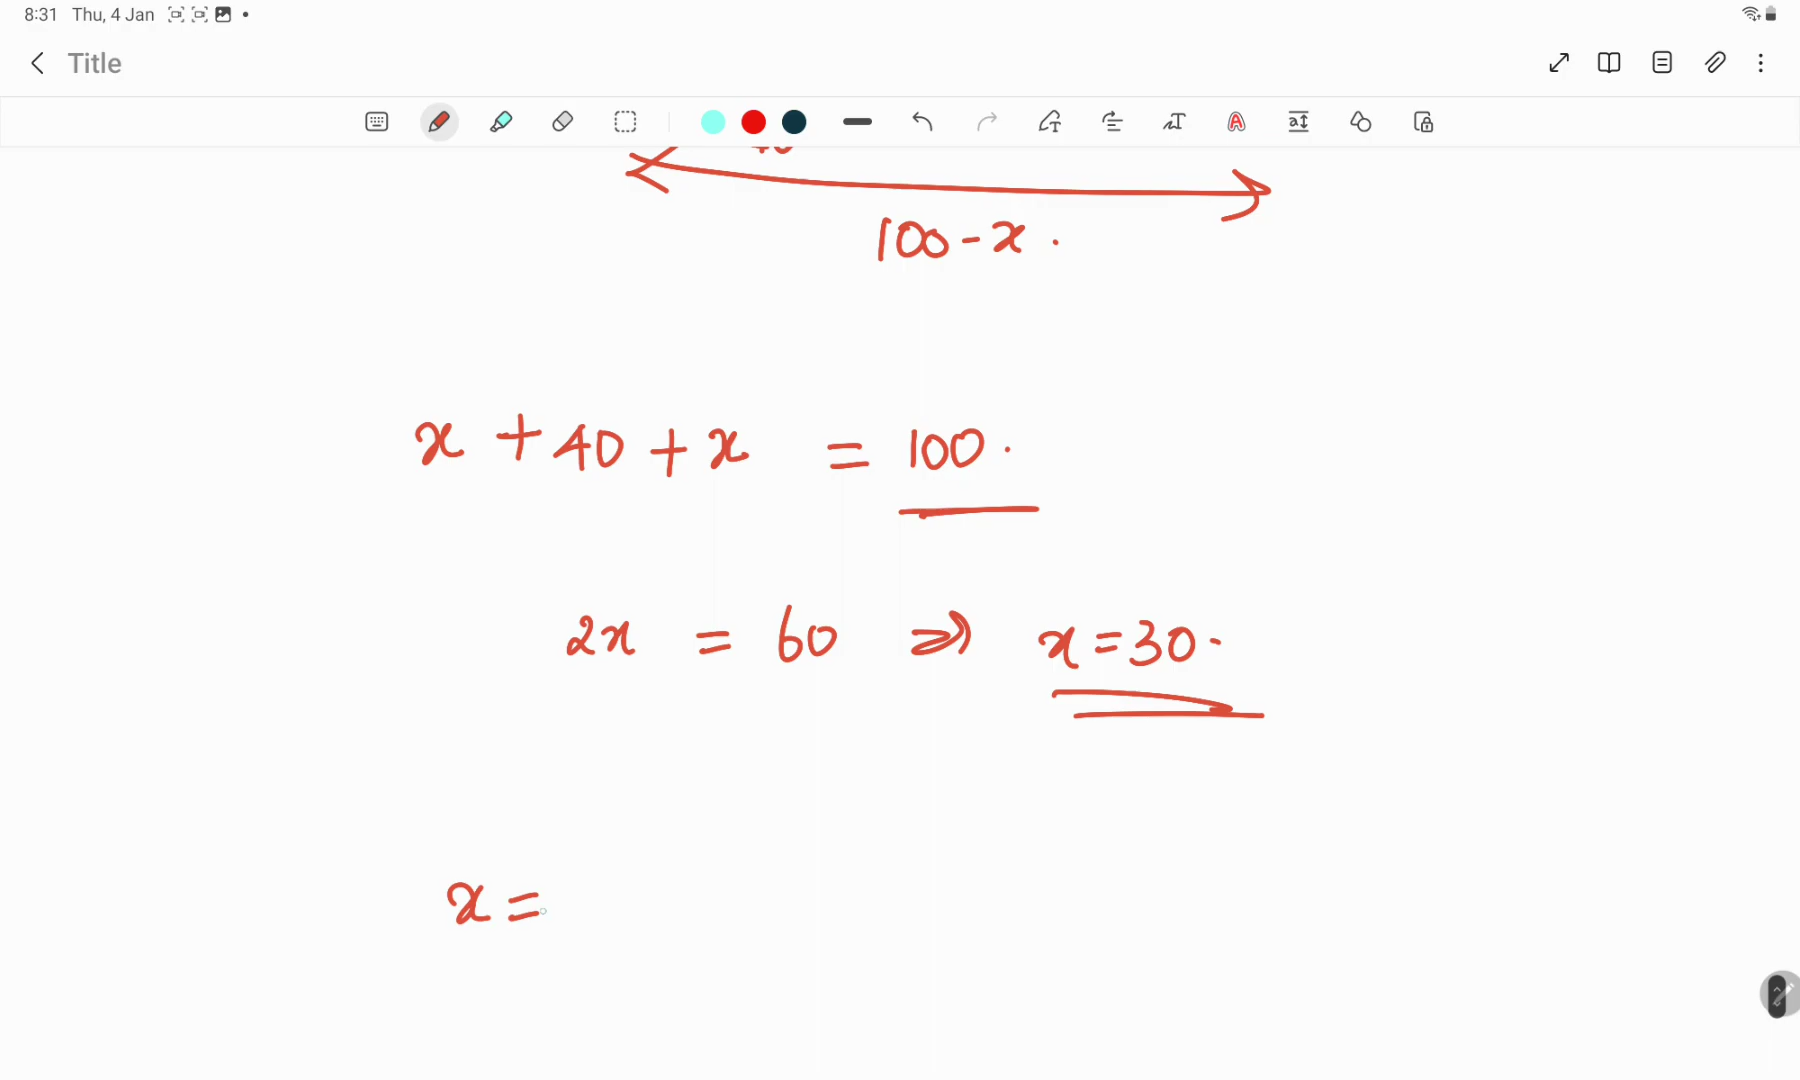 8:31 Thu, 4 Jan
Title
100 - x .
x + 40 + x = 100 .
2x = 60 ⇒ x = 30 .
x =